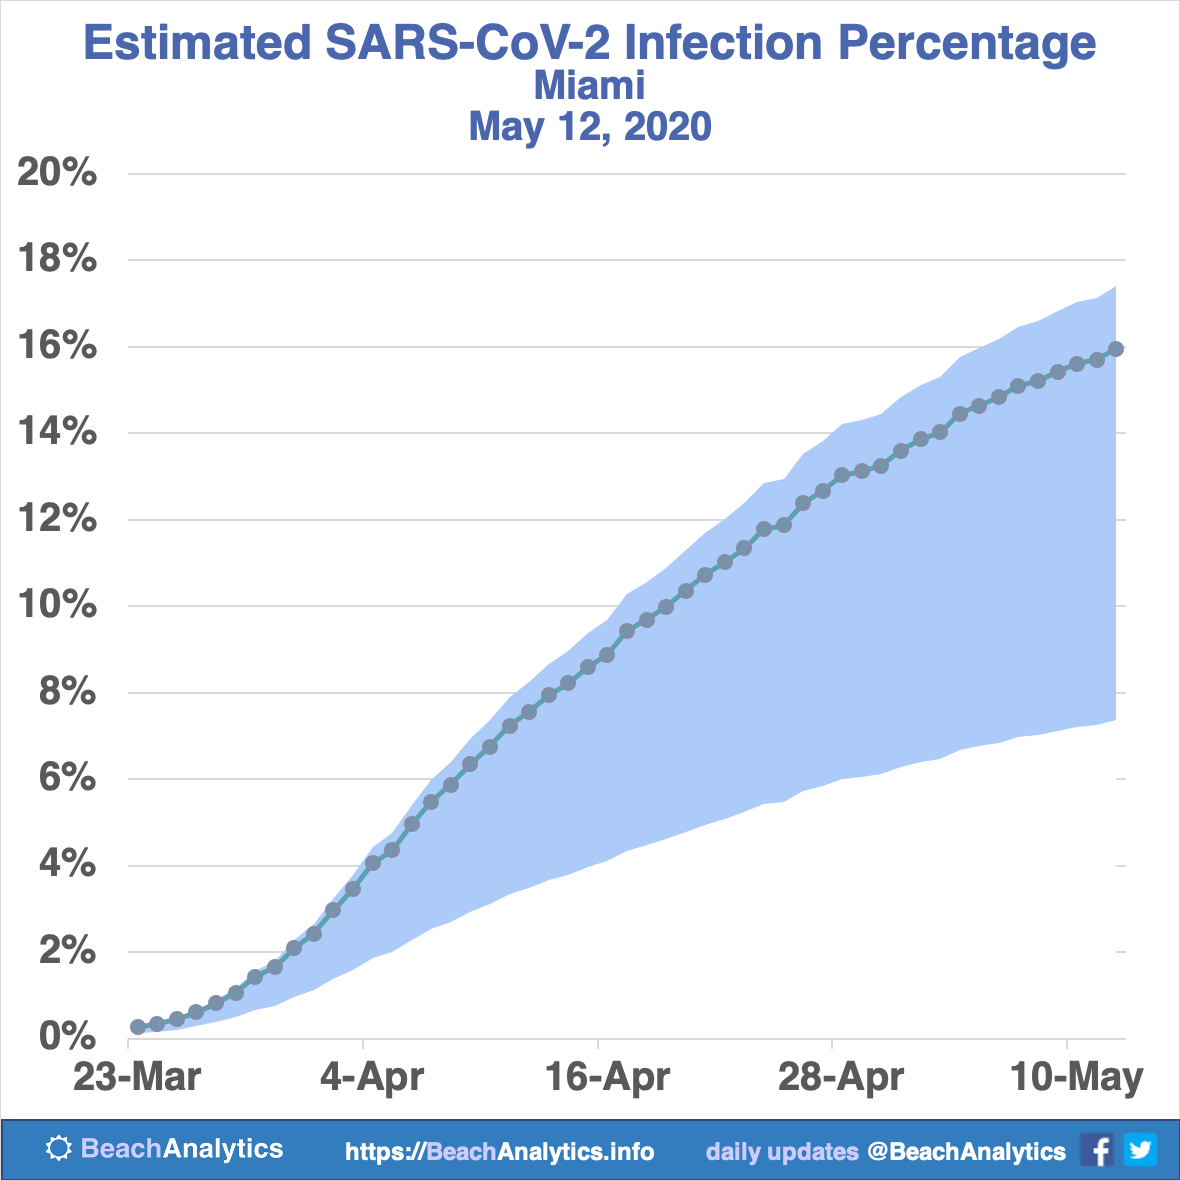 Estimated SARS-CoV-2 Infection Percentage
Miami
May 12, 2020
20%
18%
16%
14%
12%
10%
8%
6%
4%
2%
0%
23-Mar 4-Apr 16-Apr 28-Apr 10-May
BeachAnalytics https://BeachAnalytics.info daily updates @BeachAnalytics